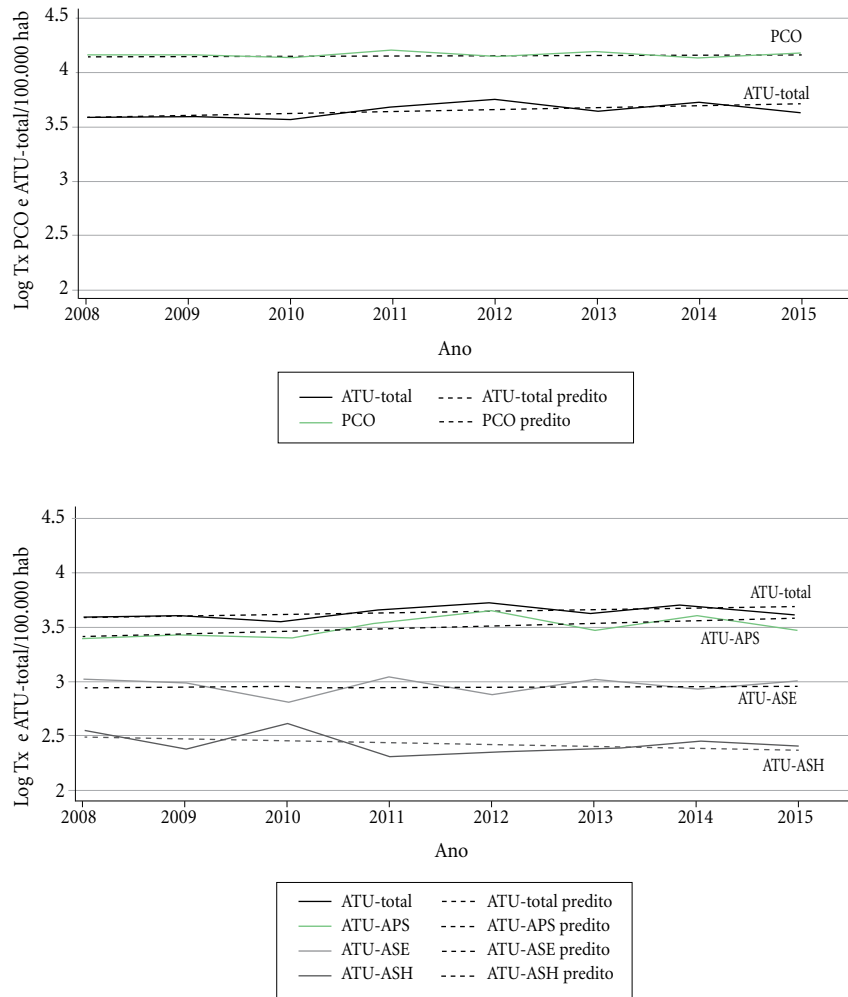 Log Tx PCO e ATU-total/100.000 hab
4.5
4
3.5
3
2.5
2
PCO
ATU-total
2008 2009 2010 2011 2012 2013 2014 2015
Ano
ATU-total ATU-total predito
PCO PCO predito
Log Tx e ATU-total/100.000 hab
4.5
4
3.5
3
2.5
2
ATU-total
ATU-APS
ATU-ASE
ATU-ASH
2008 2009 2010 2011 2012 2013 2014 2015
Ano
ATU-total ATU-total predito
ATU-APS ATU-APS predito
ATU-ASE ATU-ASE predito
ATU-ASH ATU-ASH predito